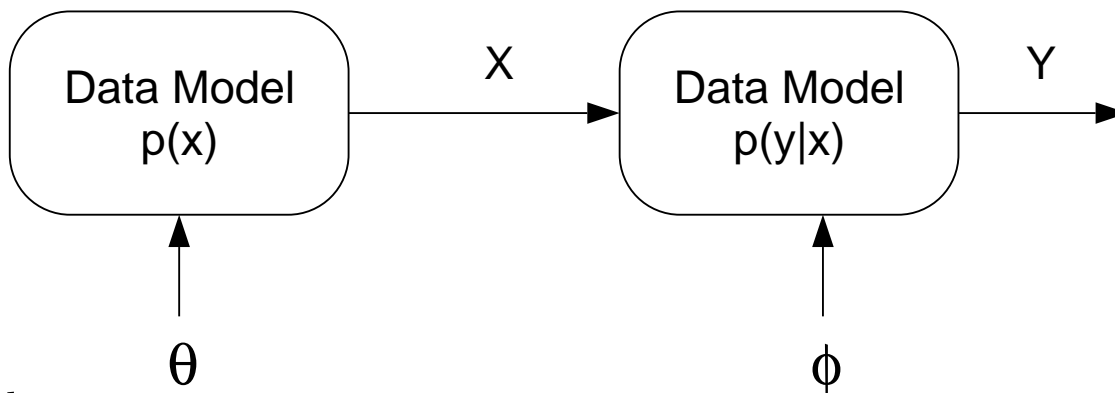 Data Model
p(x)
X
Data Model
p(y|x)
Y
θ
ϕ